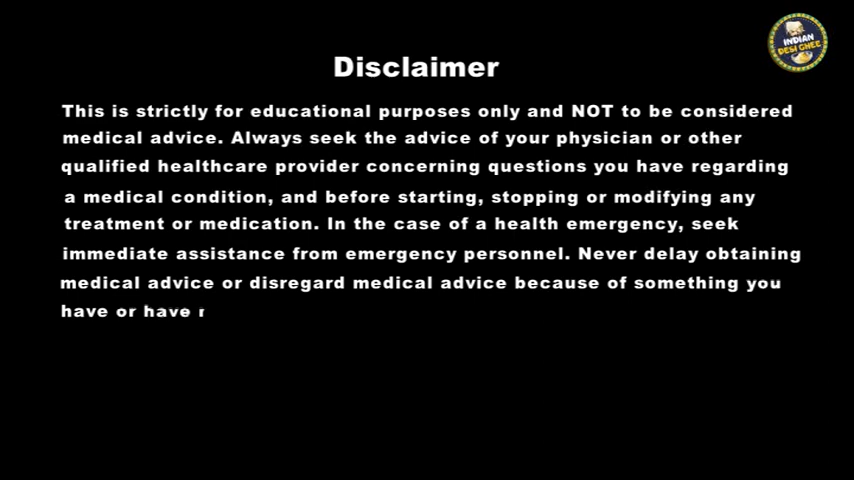 INDIAN
DESI GHEE
Disclaimer
This is strictly for educational purposes only and NOT to be considered
medical advice. Always seek the advice of your physician or other
qualified healthcare provider concerning questions you have regarding
a medical condition, and before starting, stopping or modifying any
treatment or medication. In the case of a health emergency, seek
immediate assistance from emergency personnel. Never delay obtaining
medical advice or disregard medical advice because of something you
have or have